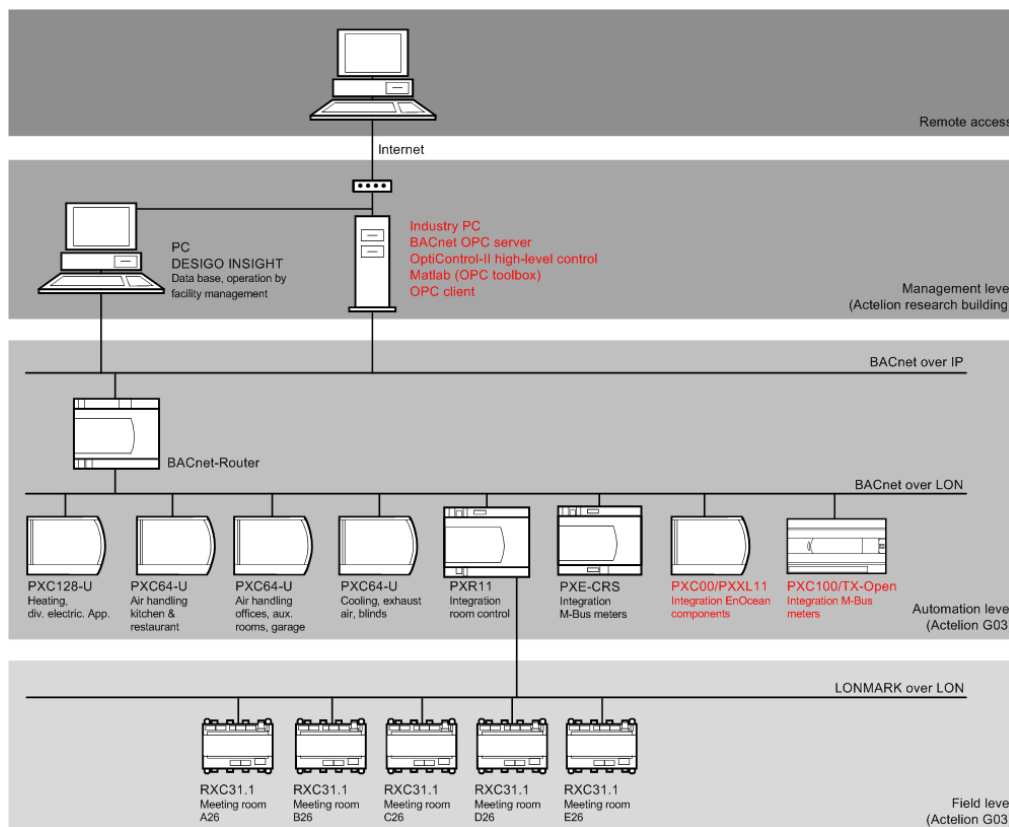 Remote access
Internet
Industry PC
BACnet OPC server
OptiControl-II high-level control
Matlab (OPC toolbox)
OPC client
PC
DESIGO INSIGHT
Data base, operation by
facility management
Management leve
(Actelion research building
BACnet over IP
BACnet-Router
BACnet over LON
PXC128-U
Heating,
div. electric. App.
PXC64-U
Air handling
kitchen &
restaurant
PXC64-U
Air handling
offices, aux.
rooms, garage
PXC64-U
Cooling, exhaust
air, blinds
PXR11
Integration
room control
PXE-CRS
Integration
M-Bus meters
PXC00/PXXL11
Integration EnOcean
components
PXC100/TX-Open
Integration M-Bus
meters
Automation leve
(Actelion G03
LONMARK over LON
RXC31.1
Meeting room
A26
RXC31.1
Meeting room
B26
RXC31.1
Meeting room
C26
RXC31.1
Meeting room
D26
RXC31.1
Meeting room
E26
Field leve
(Actelion G03